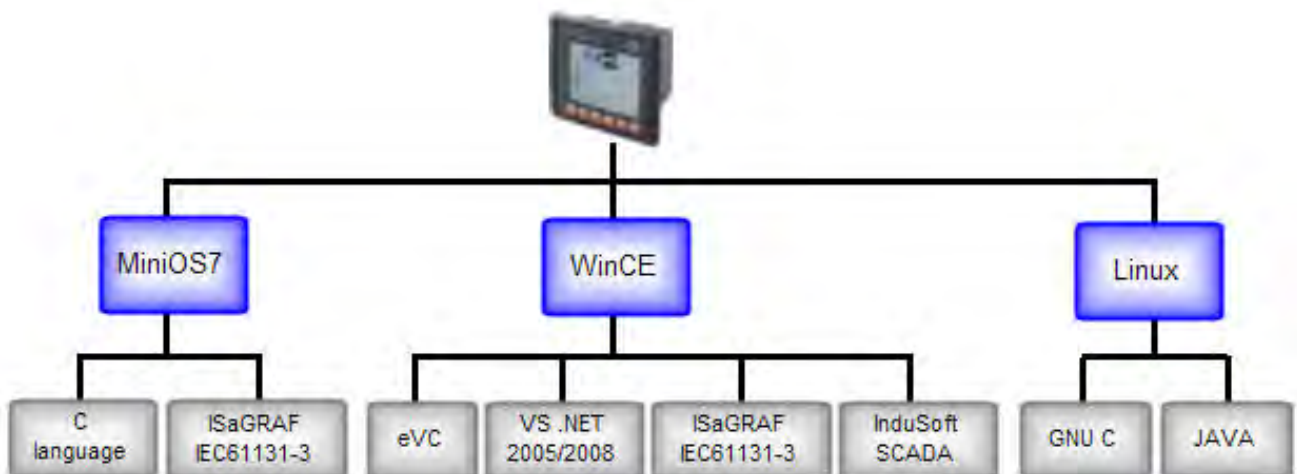 MiniOS7
WinCE
Linux
C
language
ISaGRAF
IEC61131-3
eVC
VS .NET
2005/2008
ISaGRAF
IEC61131-3
InduSoft
SCADA
GNU C
JAVA